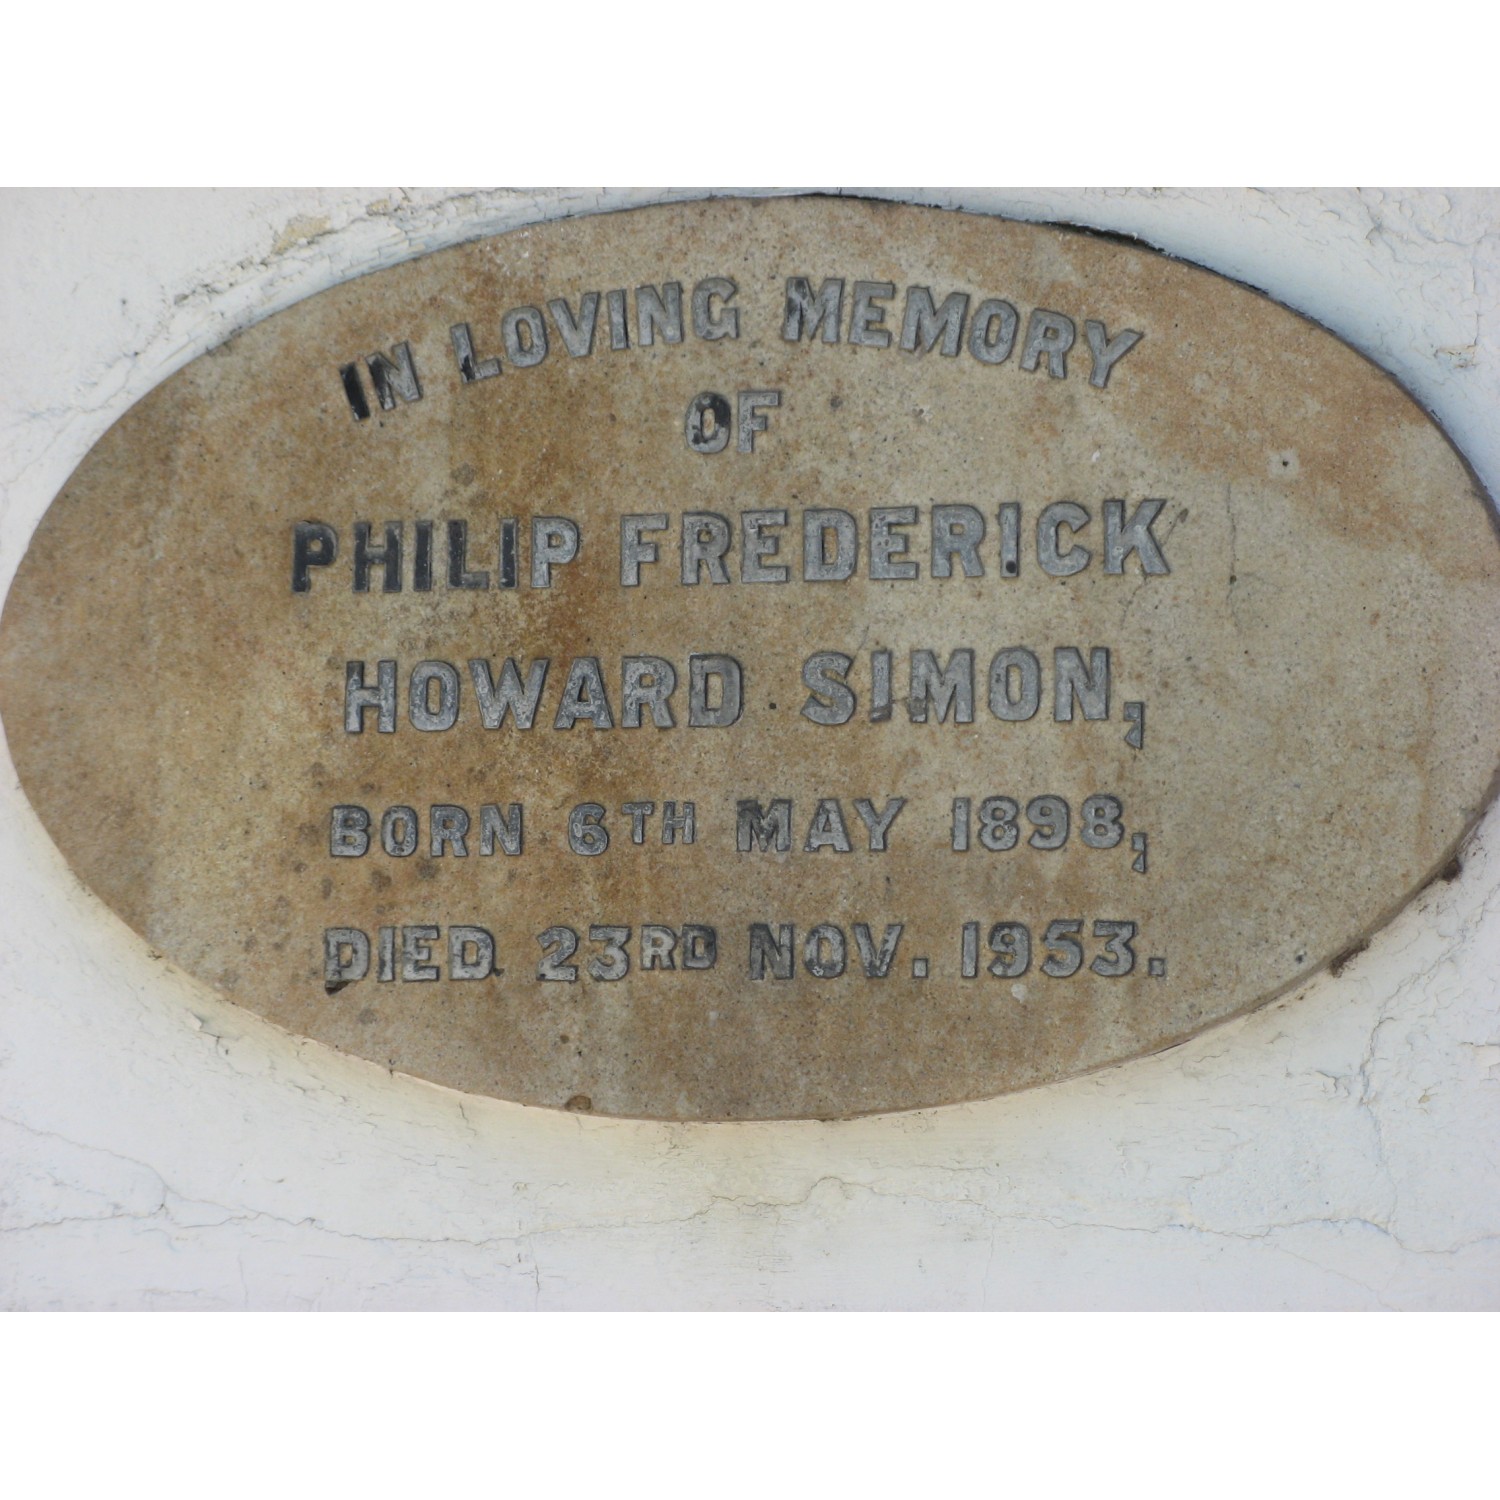 IN LOVING MEMORY
OF
PHILIP FREDERICK
HOWARD SIMON,
BORN 6TH MAY 1898,
DIED 23RD NOV. 1953.